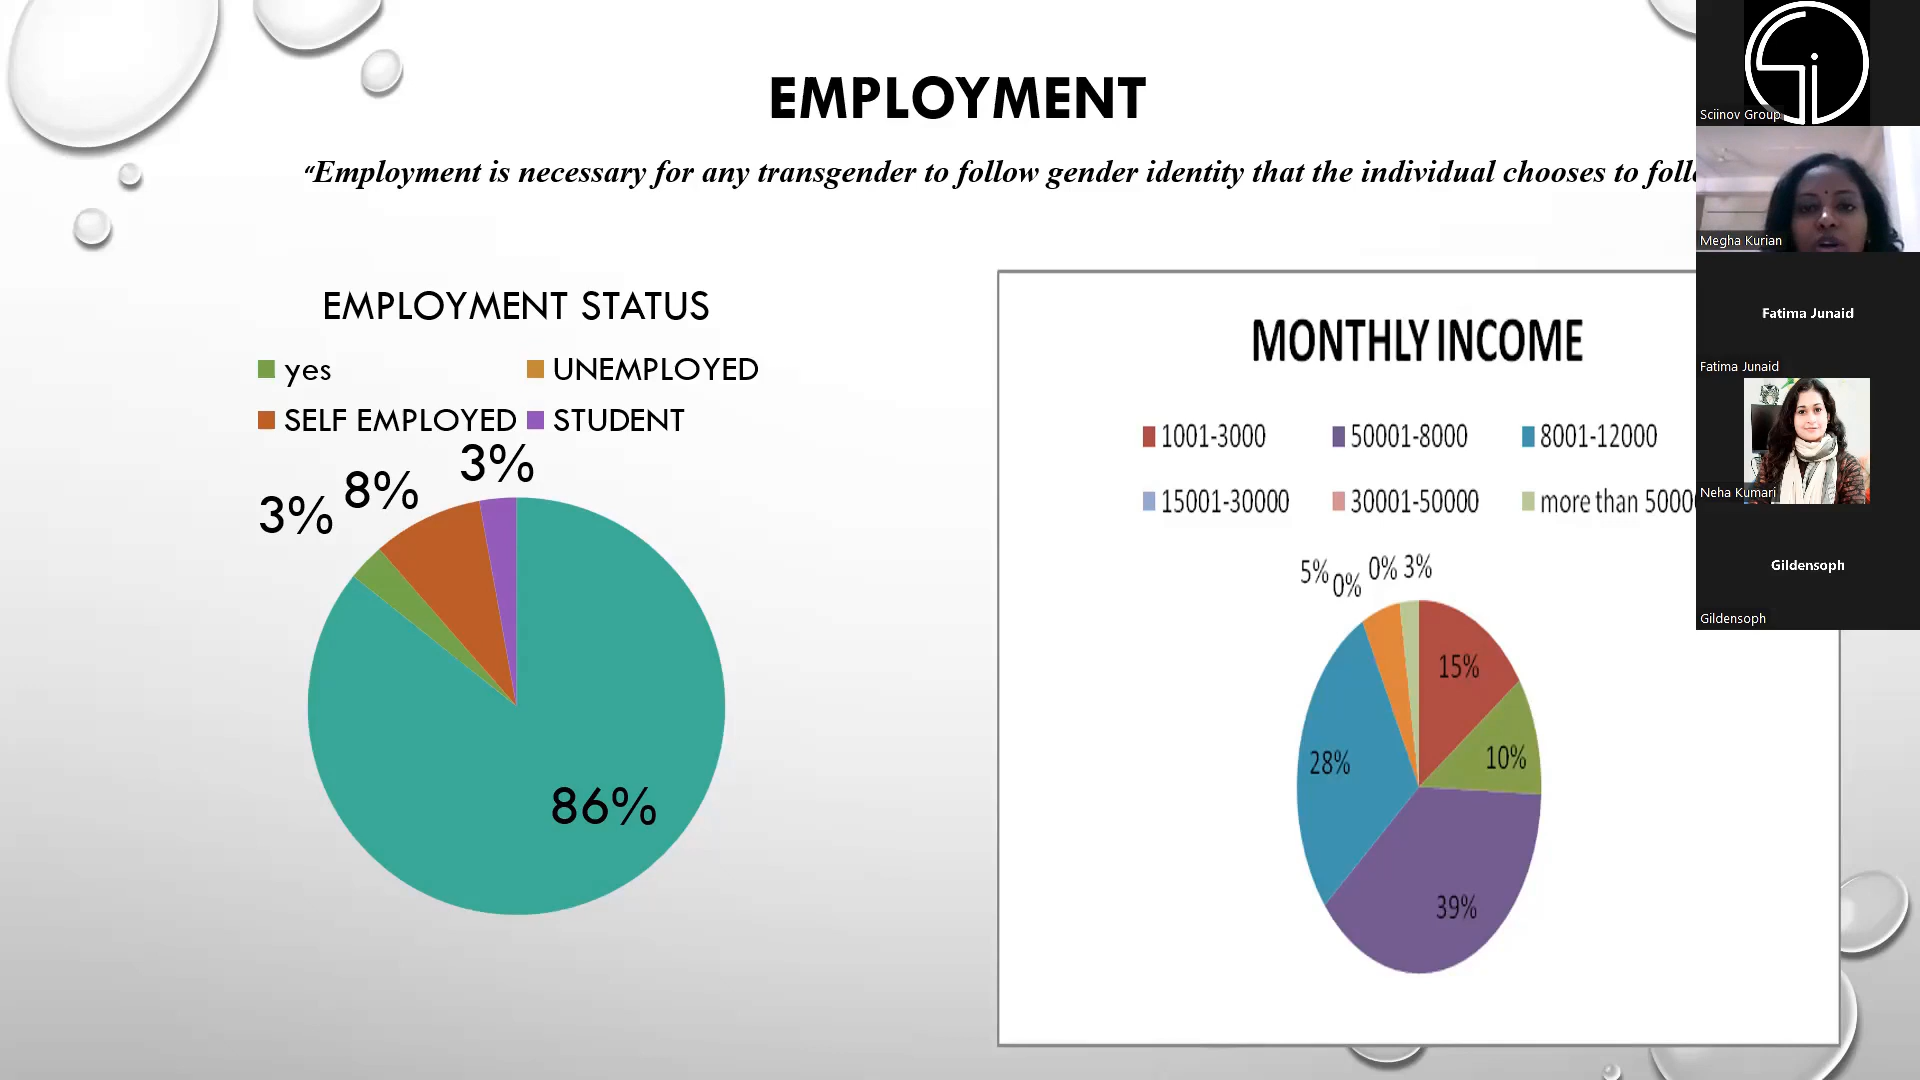 EMPLOYMENT
“Employment is necessary for any transgender to follow gender identity that the individual chooses to
EMPLOYMENT STATUS
yes UNEMPLOYED
SELF EMPLOYED STUDENT
3% 8% 3%
86%
MONTHLY INCOME
1001-3000 50001-8000 8001-12000
15001-30000 30001-50000 more than
5% 0% 0% 3%
15%
10%
28%
39%
Sciinov Group
Megha Kurian
Fatima Junaid
Fatima Junaid
Neha Kumari
Gildensoph
Gildensoph